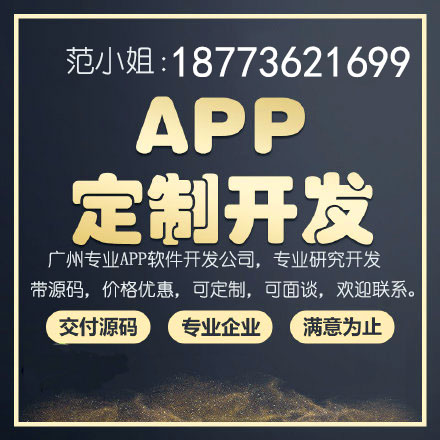 范小姐:18773621699
APP
定制开发
广州专业APP软件开发公司，专业研究开发
带源码，价格优惠，可定制，可面谈，欢迎联系。
交付源码 专业企业 满意为止